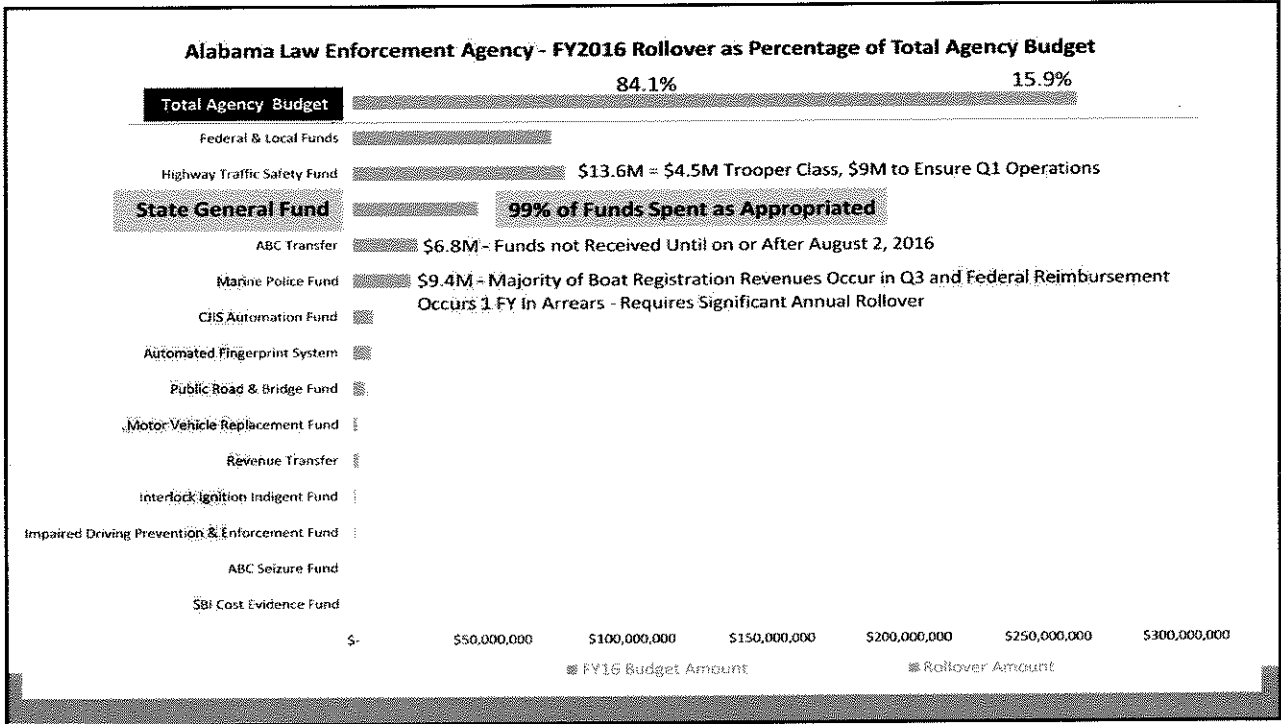 Alabama Law Enforcement Agency - FY2016 Rollover as Percentage of Total Agency Budget
84.1% 15.9%
Total Agency Budget
Federal & Local Funds
Highway Traffic Safety Fund $13.6M = $4.5M Trooper Class, $9M to Ensure Q1 Operations
State General Fund 99% of Funds Spent as Appropriated
ABC Transfer $6.8M - Funds not Received Until on or After August 2, 2016
Marine Police Fund $9.4M - Majority of Boat Registration Revenues Occur in Q3 and Federal Reimbursement
Occurs 1 FY in Arrears - Requires Significant Annual Rollover
CJIS Automation Fund
Automated Fingerprint System
Public Road & Bridge Fund
Motor Vehicle Replacement Fund
Revenue Transfer
Interlock Ignition Indigent Fund
Impaired Driving Prevention & Enforcement Fund
ABC Seizure Fund
SBI Cost Evidence Fund
$- $50,000,000 $100,000,000 $150,000,000 $200,000,000 $250,000,000 $300,000,000
FY16 Budget Amount Rollover Amount